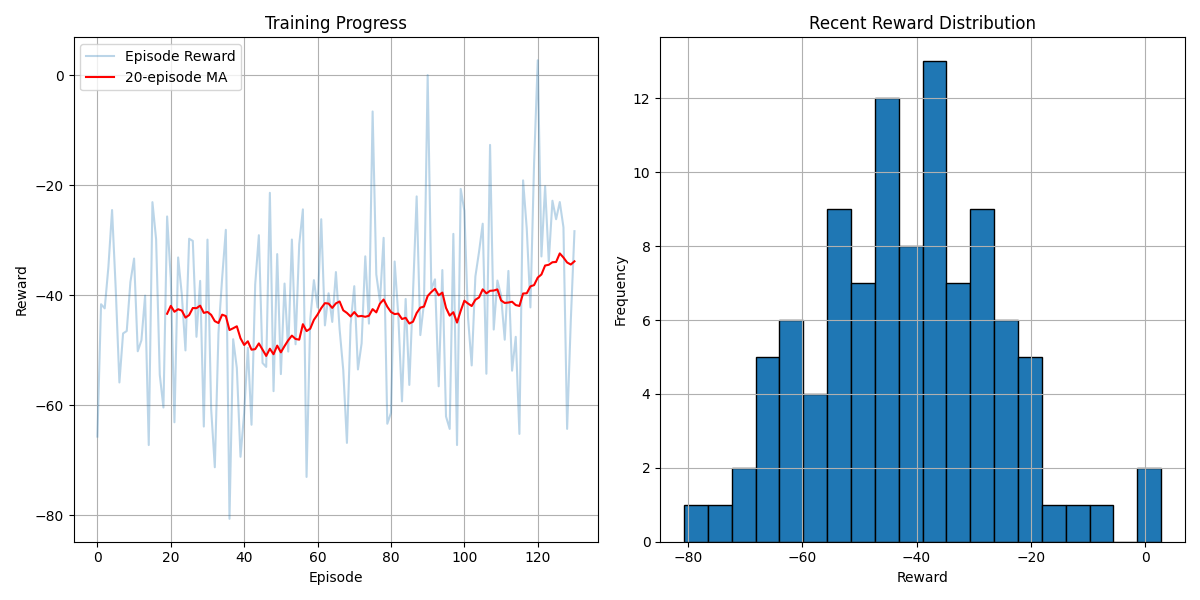 Training Progress
Episode Reward
20-episode MA
Reward
0
−20
−40
−60
−80
0 20 40 60 80 100 120
Episode
Recent Reward Distribution
Frequency
12
10
8
6
4
2
0
−80 −60 −40 −20 0
Reward